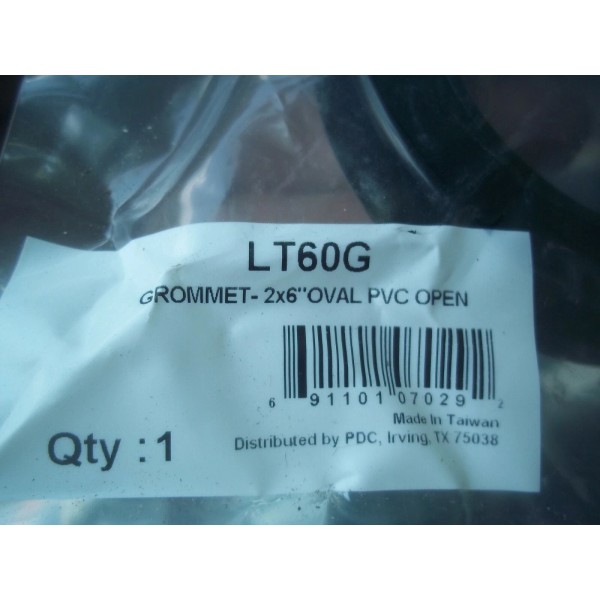 LT60G
GROMMET- 2x6"OVAL PVC OPEN
6 91101 07029 2
Made In Taiwan
Qty : 1
Distributed by PDC, Irving, TX 75038